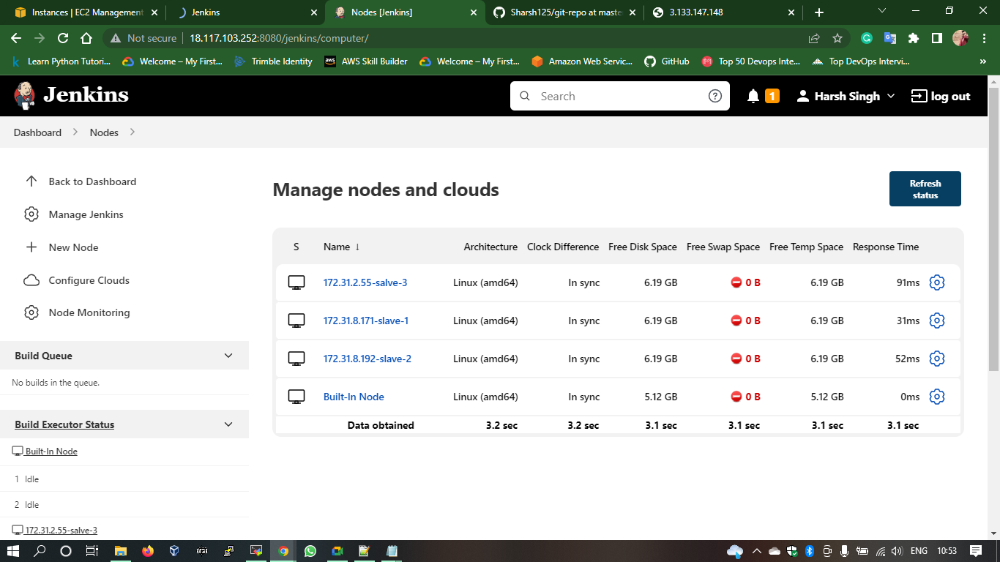 Instances | EC2 Management
Jenkins
Nodes [Jenkins]
Sharsh125/git-repo at maste
3.133.147.148
Not secure
18.117.103.252:8080/jenkins/computer/
Learn Python Tutori...
Welcome – My First...
Trimble Identity
AWS Skill Builder
Welcome – My First...
Amazon Web Servic...
GitHub
Top 50 Devops Inte...
Top DevOps Intervi...
Jenkins
Search
1
Harsh Singh
log out
Dashboard
Nodes
Back to Dashboard
Manage Jenkins
New Node
Configure Clouds
Node Monitoring
Build Queue
No builds in the queue.
Build Executor Status
Built-In Node
1 Idle
2 Idle
172.31.2.55-salve-3
Manage nodes and clouds
Refresh
status
S Name ↓ Architecture Clock Difference Free Disk Space Free Swap Space Free Temp Space Response Time
172.31.2.55-salve-3 Linux (amd64) In sync 6.19 GB 0 B 6.19 GB 91ms
172.31.8.171-slave-1 Linux (amd64) In sync 6.19 GB 0 B 6.19 GB 31ms
172.31.8.192-slave-2 Linux (amd64) In sync 6.19 GB 0 B 6.19 GB 52ms
Built-In Node Linux (amd64) In sync 5.12 GB 0 B 5.12 GB 0ms
Data obtained 3.2 sec 3.2 sec 3.1 sec 3.1 sec 3.1 sec 3.1 sec
ENG
10:53